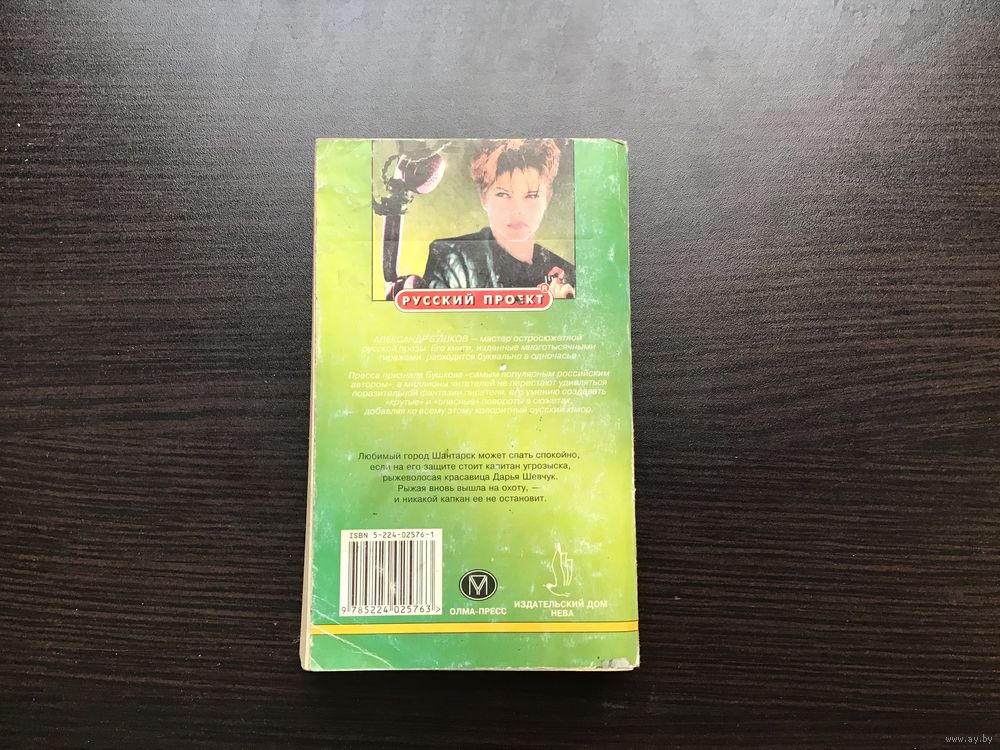 РУССКИЙ ПРОЕКТ
®
АЛЕКСАНДР БУШКОВ — мастер остросюжетной
русской прозы. Его книги, изданные многотысячными
тиражами расходится буквально в одночасье
Пресса признала Бушкова «самым популярным российским
автором», а миллионы читателей не перестают удивляться
поразительной фантазии писателя, его умению создавать
«крутые» и «опасные» повороты в сюжетах,
добавляя ко всему этому колоритный русский юмор.
Любимый город Шантарск может спать спокойно,
если на его защите стоит капитан угрозыска,
рыжеволосая красавица Дарья Шевчук.
Рыжая вновь вышла на охоту, —
и никакой капкан ее не остановит.
ISBN 5-224-02576-1
9 785224 025763 >
ОЛМА-ПРЕСС
ИЗДАТЕЛЬСКИЙ ДОМ
НЕВА
www.ay.by